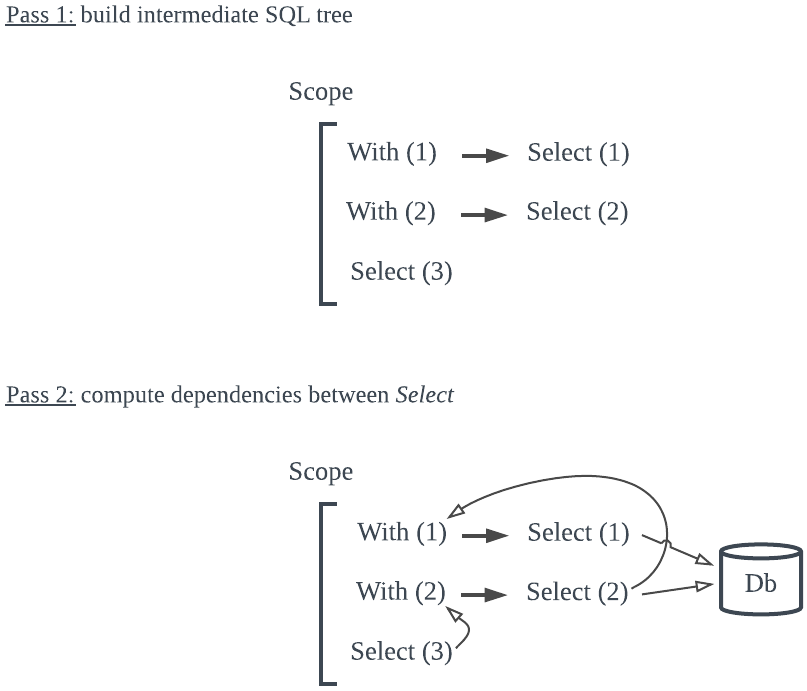 Pass 1: build intermediate SQL tree
Scope
With (1) Select (1)
With (2) Select (2)
Select (3)
Pass 2: compute dependencies between Select
Scope
With (1) Select (1)
With (2) Select (2) Db
Select (3)